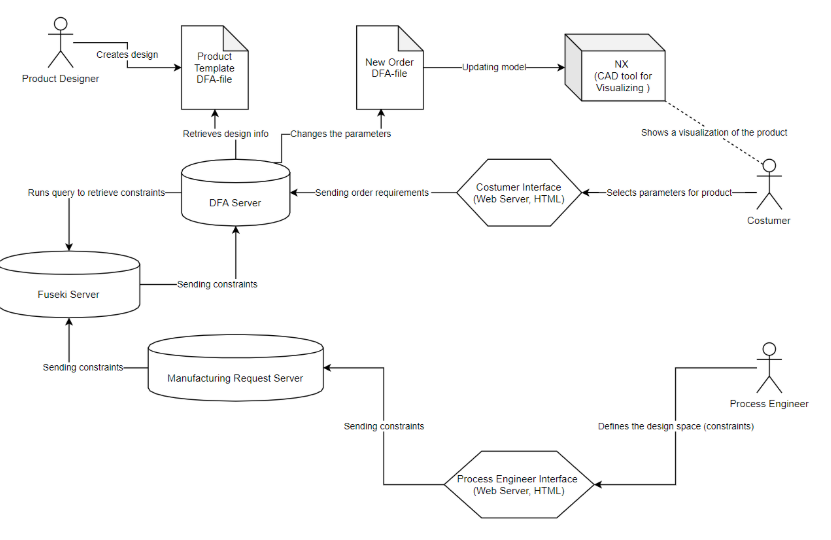 Creates design
Product Designer
Product
Template
DFA-file
New Order
DFA-file
Updating model
NX
(CAD tool for
Visualizing )
Retrieves design info
Changes the parameters
Shows a visualization of the product
Runs query to retrieve constraints
DFA Server
Sending order requirements
Costumer Interface
(Web Server, HTML)
Selects parameters for product
Costumer
Fuseki Server
Sending constraints
Sending constraints
Manufacturing Request Server
Process Engineer
Sending constraints
Defines the design space (constraints)
Process Engineer Interface
(Web Server, HTML)